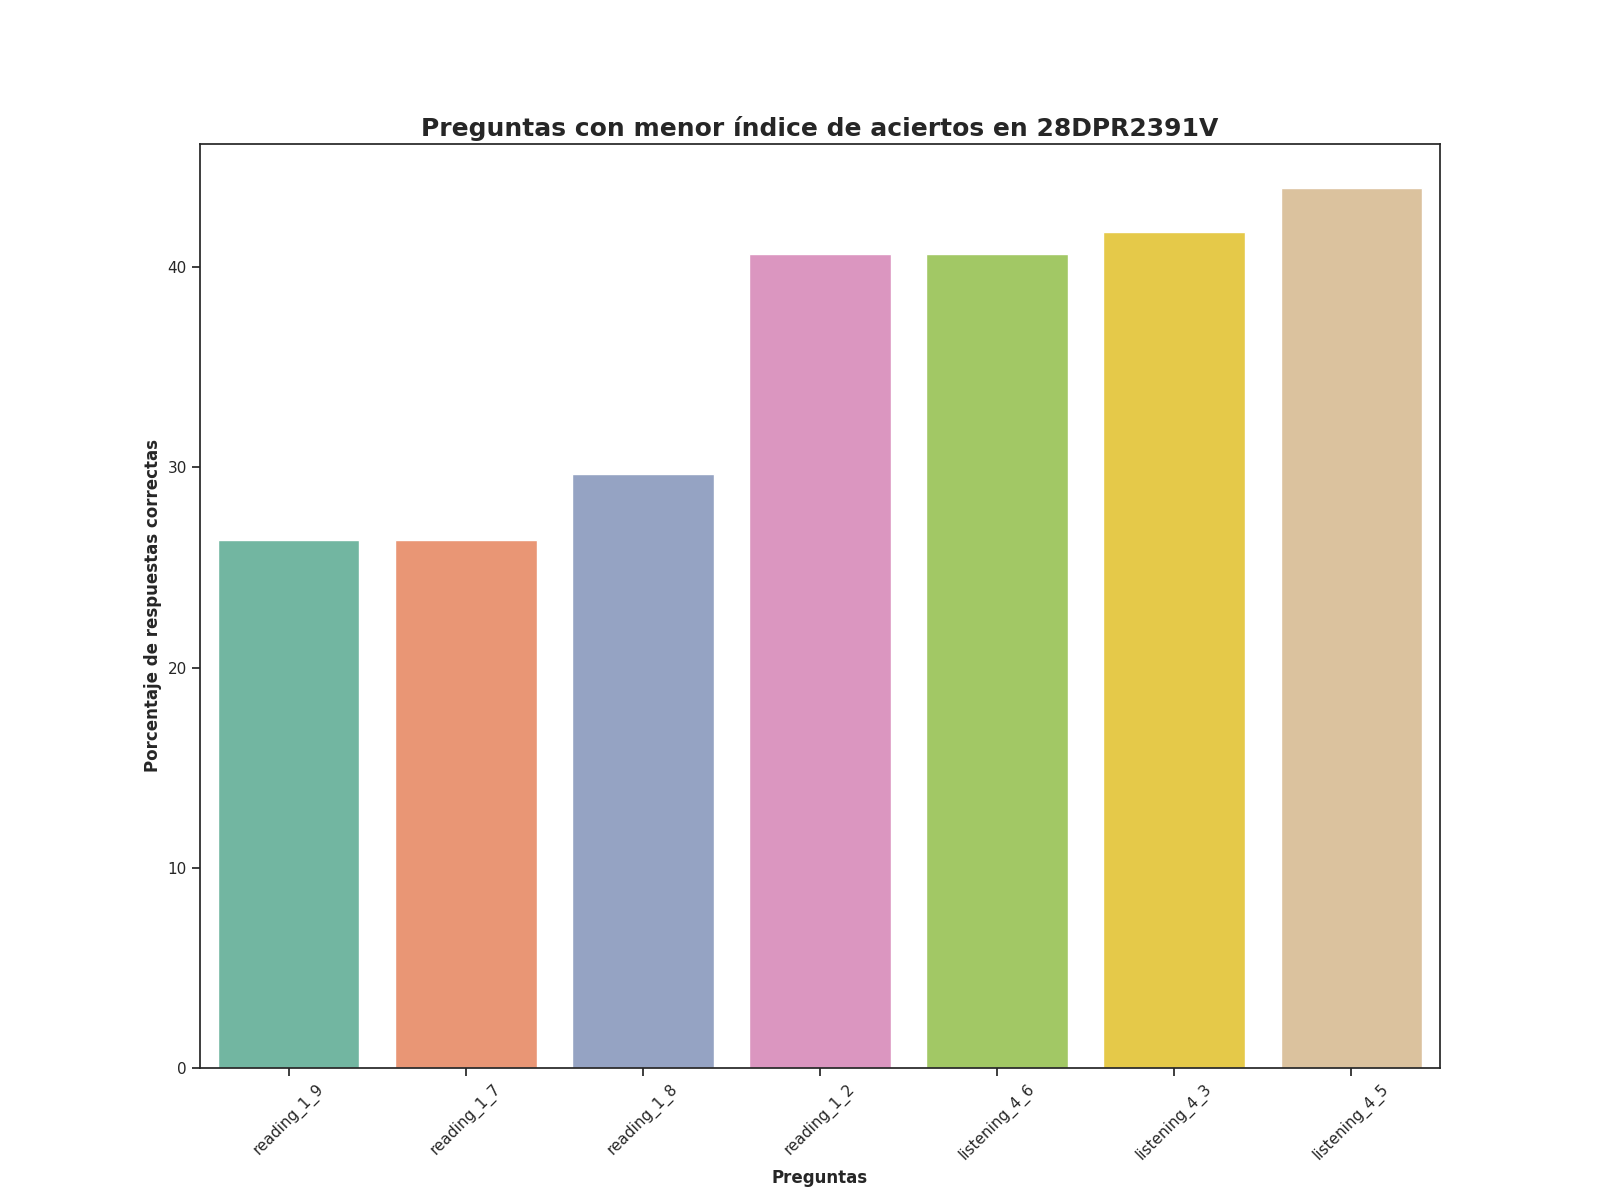 Preguntas con menor índice de aciertos en 28DPR2391V
Porcentaje de respuestas correctas
40
30
20
10
0
reading_1_9
reading_1_7
reading_1_8
reading_1_2
listening_4_6
listening_4_3
listening_4_5
Preguntas